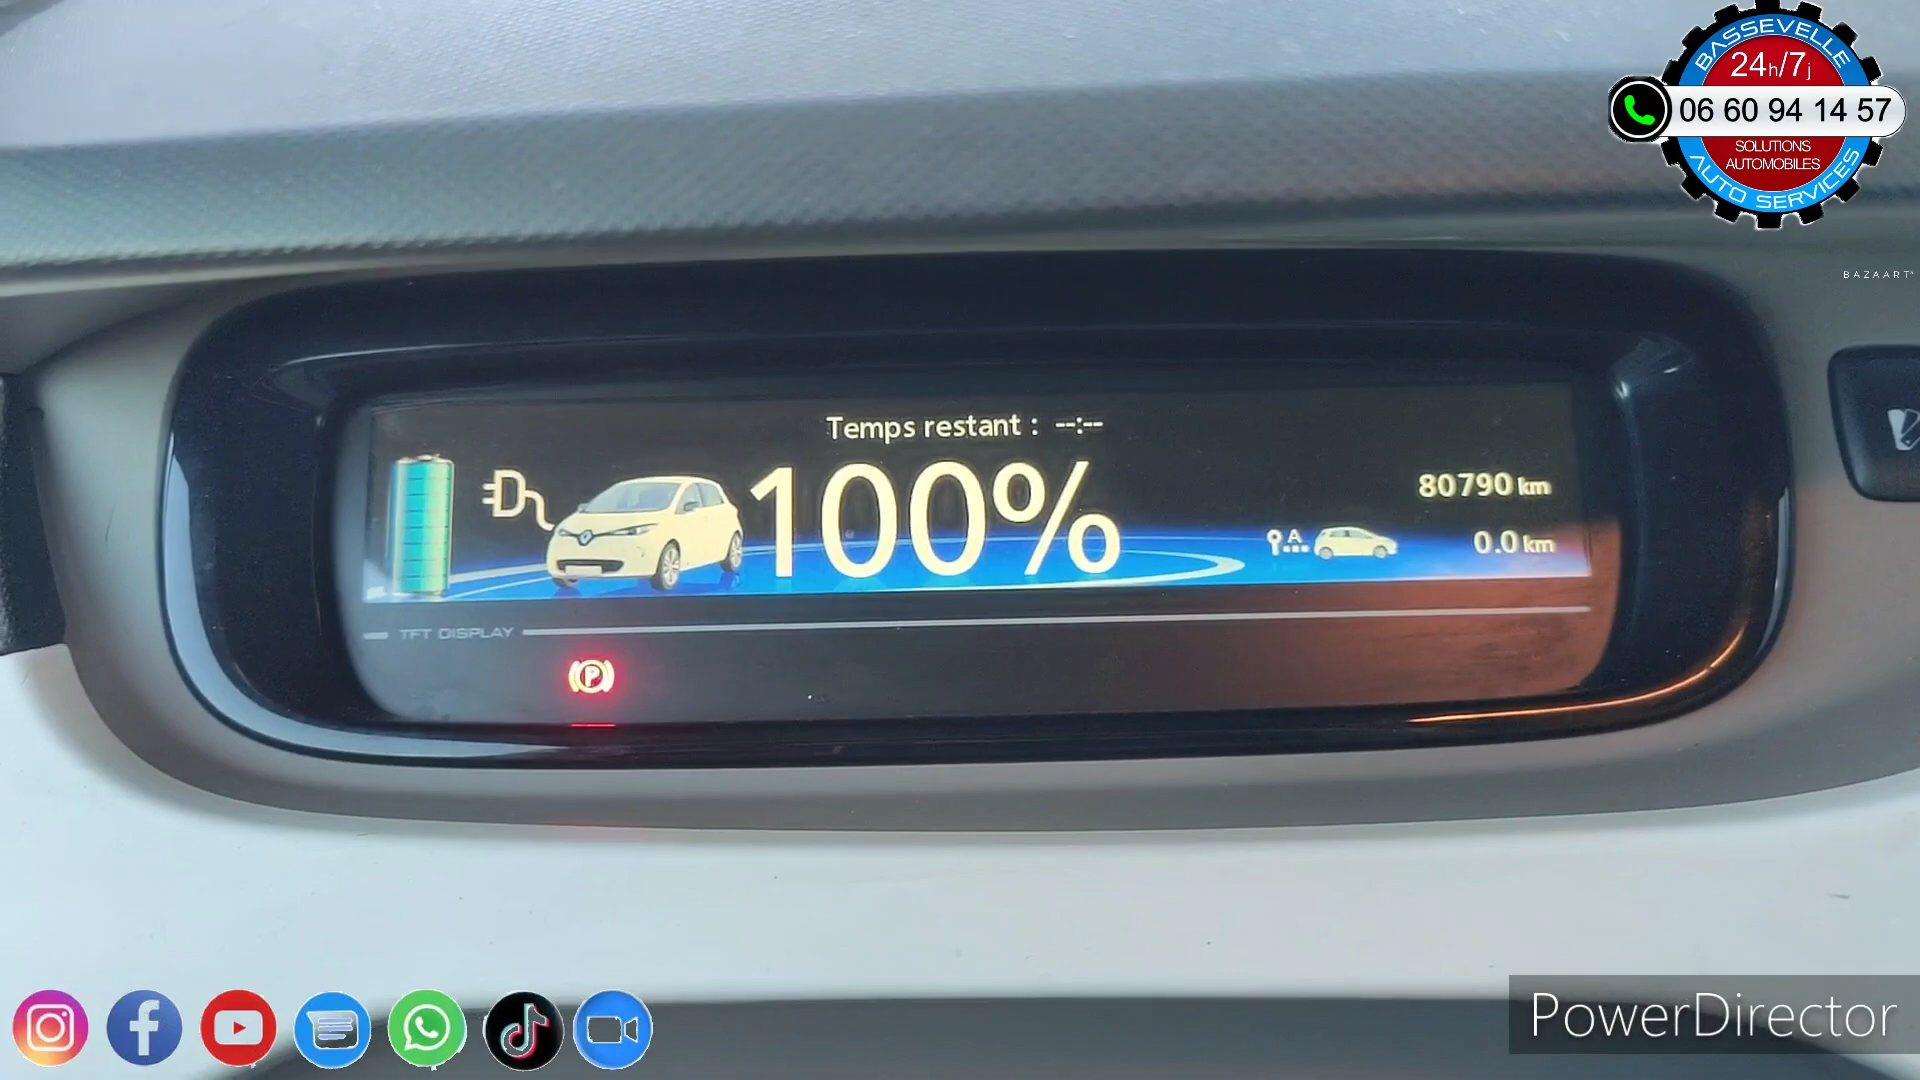 BASSEVELLE
24h/7j
06 60 94 14 57
SOLUTIONS
AUTOMOBILES
AUTO SERVICES
BAZAART
Temps restant : --:--
100%
80790 km
A
0.0 km
TFT DISPLAY
P
PowerDirector